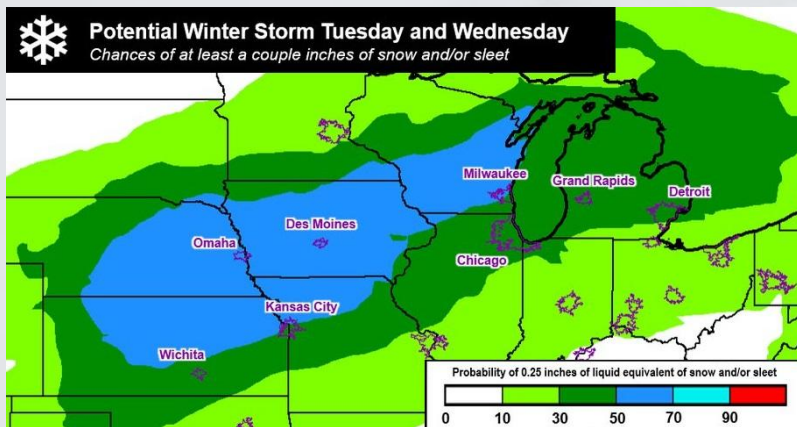 Potential Winter Storm Tuesday and Wednesday
Chances of at least a couple inches of snow and/or sleet
Milwaukee
Grand Rapids
Detroit
Omaha
Des Moines
Chicago
Kansas City
Wichita
Probability of 0.25 inches of liquid equivalent of snow and/or sleet
0 10 30 50 70 90